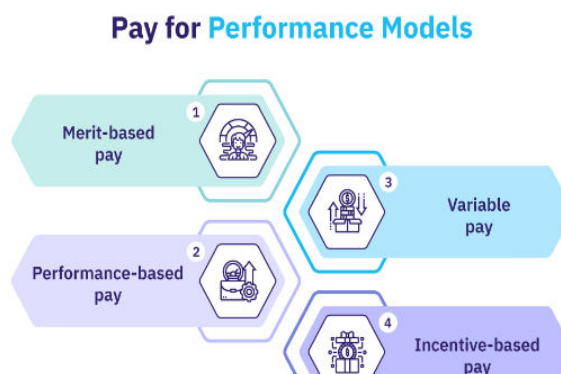 Pay for Performance Models
1
Merit-based
pay
2
Performance-based
pay
3
Variable
pay
4
Incentive-based
pay